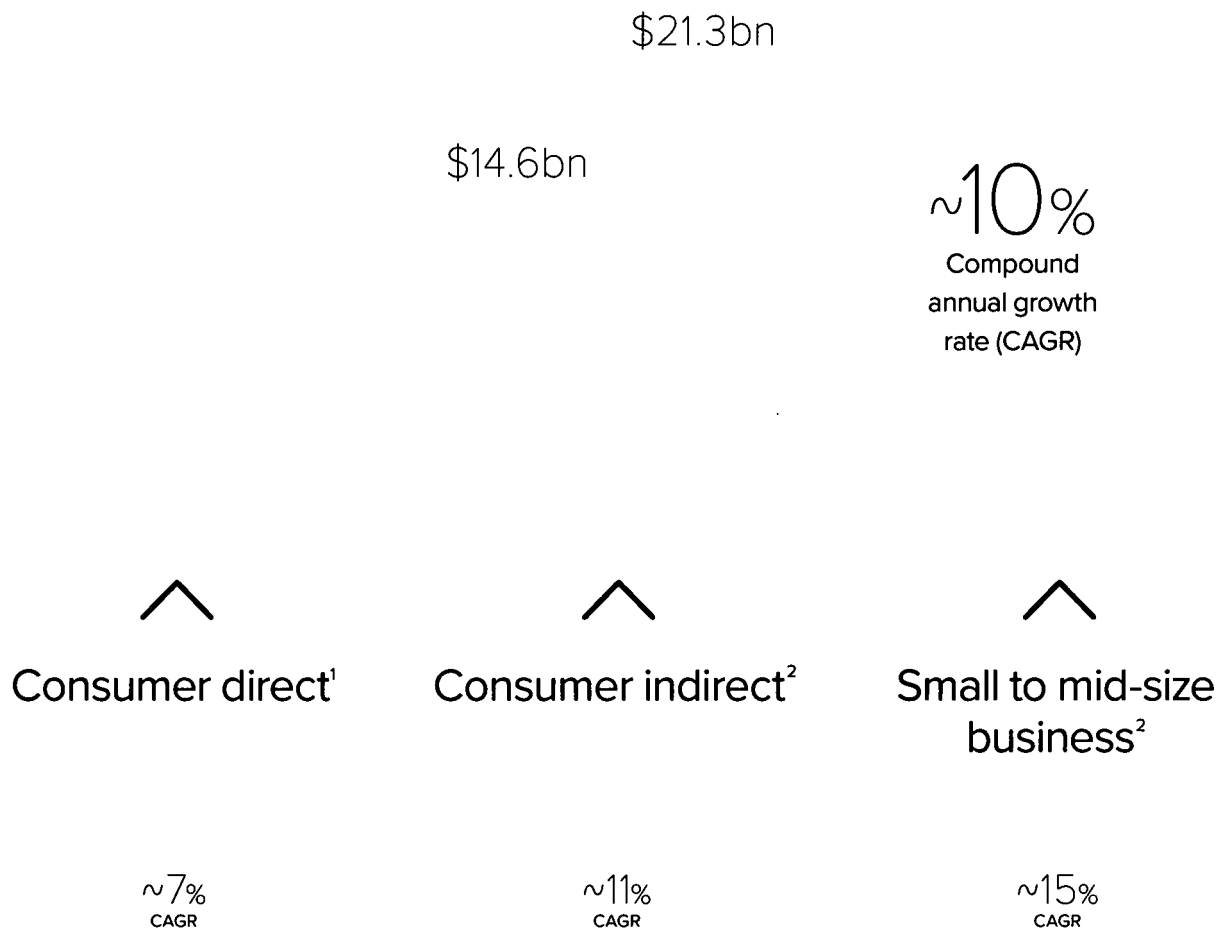 $21.3bn
$14.6bn
~10%
Compound
annual growth
rate (CAGR)
Consumer direct¹
Consumer indirect²
Small to mid-size
business²
~7%
CAGR
~11%
CAGR
~15%
CAGR